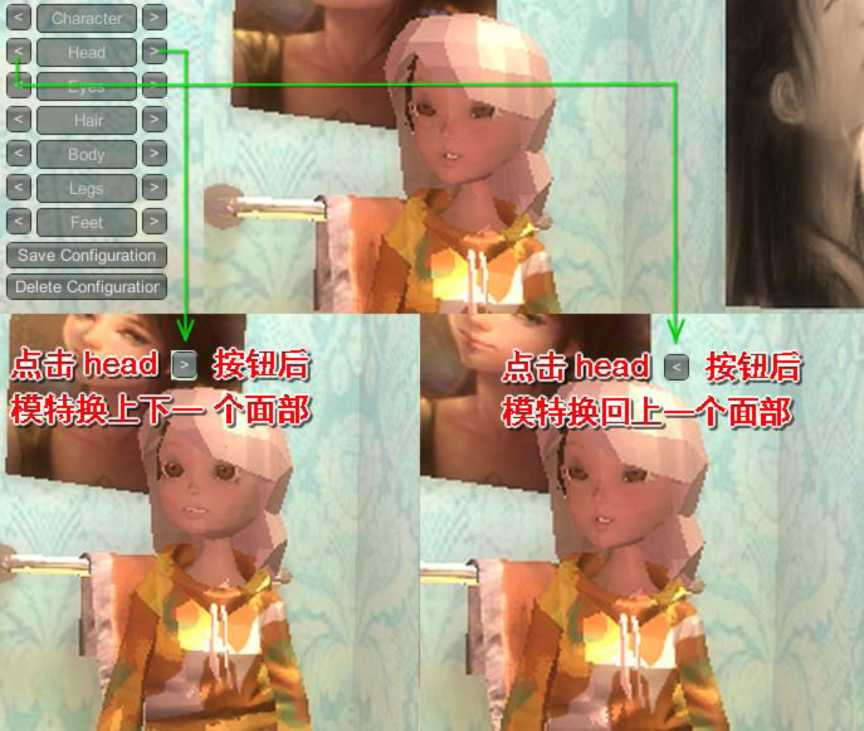 < Character >
< Head >
< Eyes >
< Hair >
< Body >
< Legs >
< Feet >
Save Configuration
Delete Configuration
点击 head > 按钮后
模特换上下一 个面部
点击 head < 按钮后
模特换回上一个面部